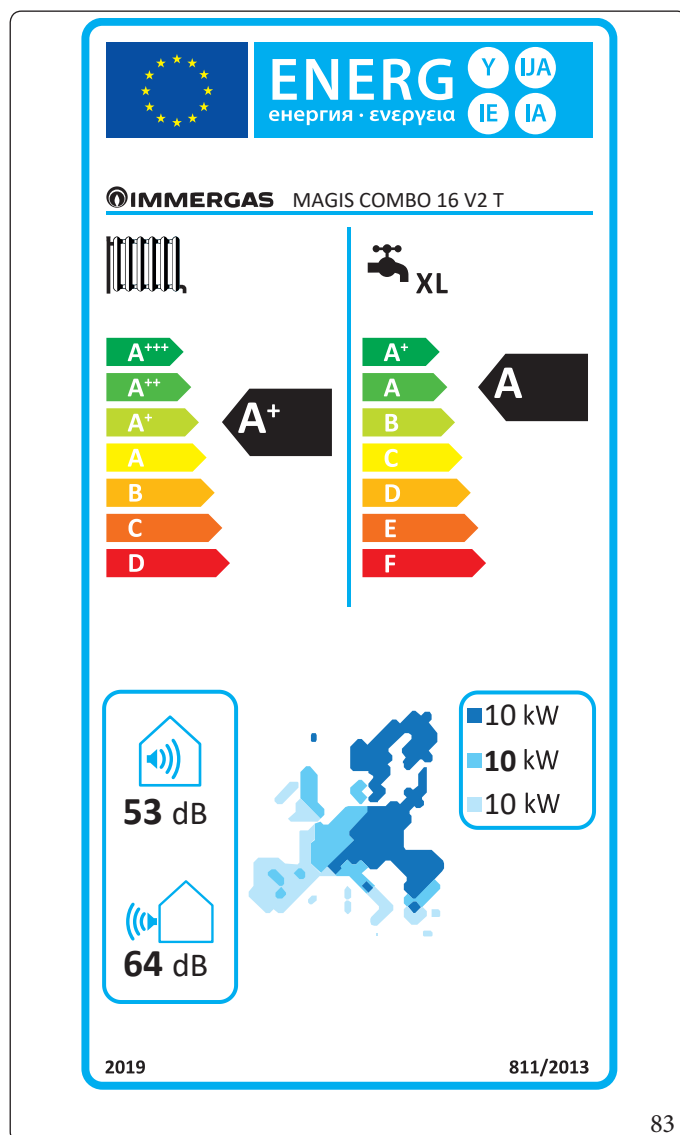 ENERG Y IJA
енергия · ενεργεια IE IA
IMMERGAS MAGIS COMBO 16 V2 T
XL
A+++
A++
A+
A
B
C
D
A+
A+
A
B
C
D
E
F
A
53 dB
64 dB
10 kW
10 kW
10 kW
2019 811/2013
83